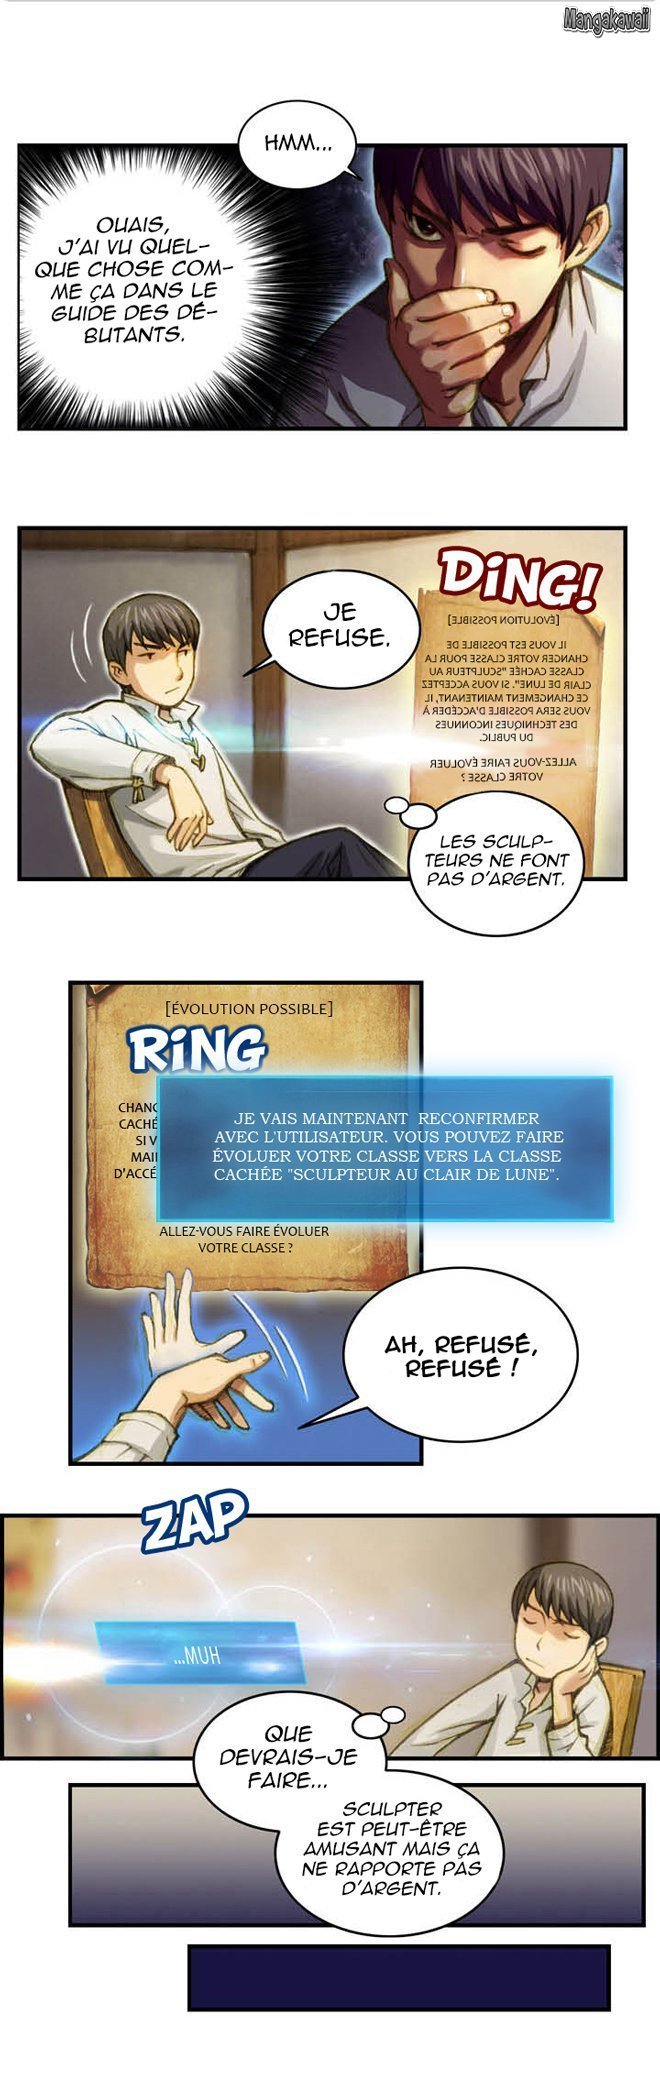 Mangakawaii
HMM...
OUAIS,
J'AI VU QUEL-
QUE CHOSE COM-
ME ÇA DANS LE
GUIDE DES DÉ-
BUTANTS.
DING!
JE
REFUSE.
[ÉVOLUTION POSSIBLE]
IL VOUS EST POSSIBLE DE
CHANGER VOTRE CLASSE POUR LA
CLASSE CACHÉE "SCULPTEUR AU
CLAIR DE LUNE". SI VOUS ACCEPTEZ
CE CHANGEMENT MAINTENANT, IL
VOUS SERA POSSIBLE D'ACCÉDER À
DES TECHNIQUES INCONNUES
DU PUBLIC.
ALLEZ-VOUS FAIRE ÉVOLUER
VOTRE CLASSE ?
LES SCULP-
TEURS NE FONT
PAS D'ARGENT.
[ÉVOLUTION POSSIBLE]
RING
CHANG
CACHÉ
SI V
MAI
D'ACCÉ
JE VAIS MAINTENANT RECONFIRMER
AVEC L'UTILISATEUR. VOUS POUVEZ FAIRE
ÉVOLUER VOTRE CLASSE VERS LA CLASSE
CACHÉE "SCULPTEUR AU CLAIR DE LUNE".
ALLEZ-VOUS FAIRE ÉVOLUER
VOTRE CLASSE ?
AH, REFUSÉ,
REFUSÉ !
ZAP
...MUH
QUE
DEVRAIS-JE
FAIRE...
SCULPTER
EST PEUT-ÊTRE
AMUSANT MAIS ÇA
NE RAPPORTE PAS
D'ARGENT.